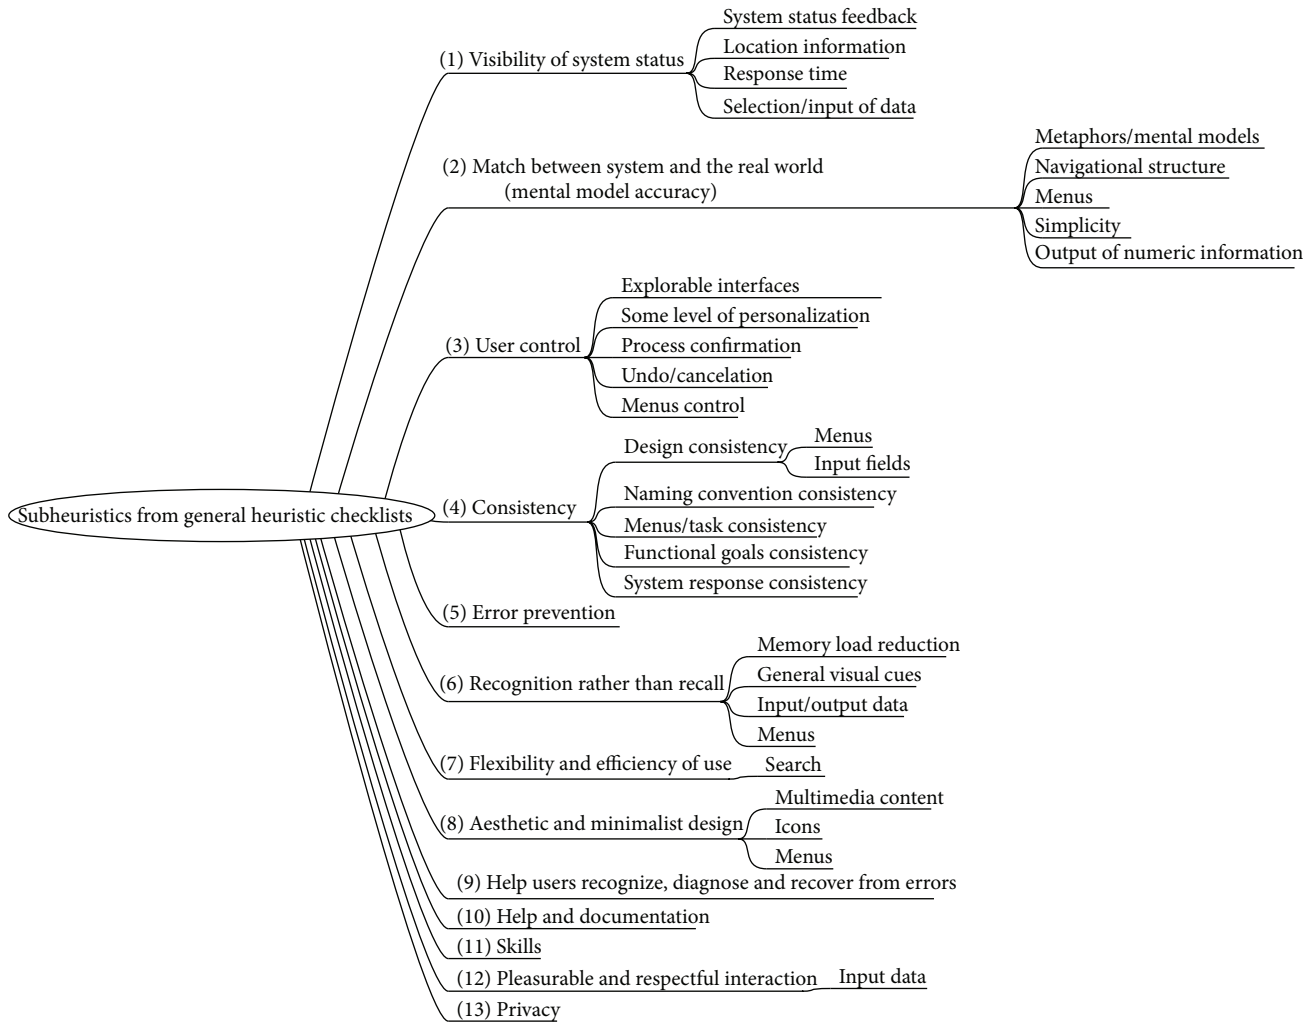 Subheuristics from general heuristic checklists
(1) Visibility of system status
System status feedback
Location information
Response time
Selection/input of data
(2) Match between system and the real world
(mental model accuracy)
Metaphors/mental models
Navigational structure
Menus
Simplicity
Output of numeric information
(3) User control
Explorable interfaces
Some level of personalization
Process confirmation
Undo/cancelation
Menus control
(4) Consistency
Design consistency
Menus
Input fields
Naming convention consistency
Menus/task consistency
Functional goals consistency
System response consistency
(5) Error prevention
(6) Recognition rather than recall
Memory load reduction
General visual cues
Input/output data
Menus
(7) Flexibility and efficiency of use
Search
(8) Aesthetic and minimalist design
Multimedia content
Icons
Menus
(9) Help users recognize, diagnose and recover from errors
(10) Help and documentation
(11) Skills
(12) Pleasurable and respectful interaction
Input data
(13) Privacy